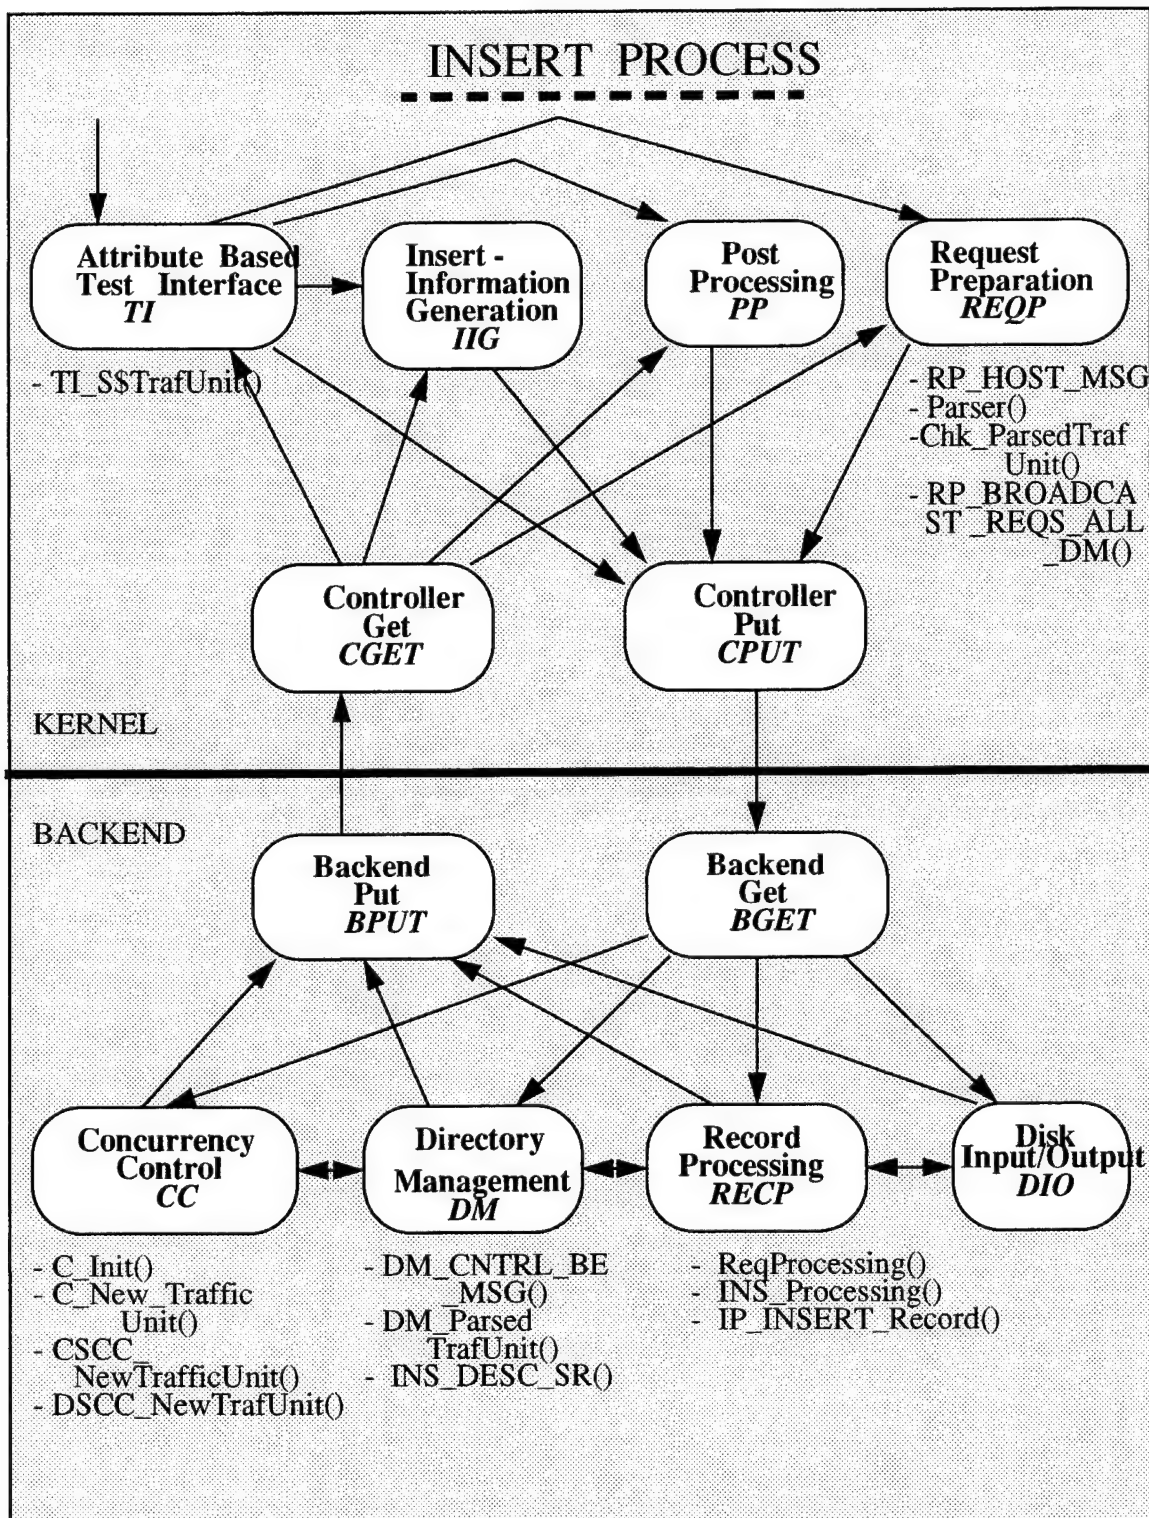 INSERT PROCESS
Attribute Based
Test Interface
TI
Insert -
Information
Generation
IIG
Post
Processing
PP
Request
Preparation
REQP
- TI_S$TrafUnit()
- RP_HOST_MSG
- Parser()
-Chk_ParsedTraf
Unit()
- RP_BROADCA
ST_REQS_ALL
_DM()
Controller
Get
CGET
Controller
Put
CPUT
KERNEL
BACKEND
Backend
Put
BPUT
Backend
Get
BGET
Concurrency
Control
CC
Directory
Management
DM
Record
Processing
RECP
Disk
Input/Output
DIO
- C_Init()
- C_New_Traffic
Unit()
- CSCC_
NewTrafficUnit()
- DSCC_NewTrafUnit()
- DM_CNTRL_BE
_MSG()
- DM_Parsed
TrafUnit()
- INS_DESC_SR()
- ReqProcessing()
- INS_Processing()
- IP_INSERT_Record()